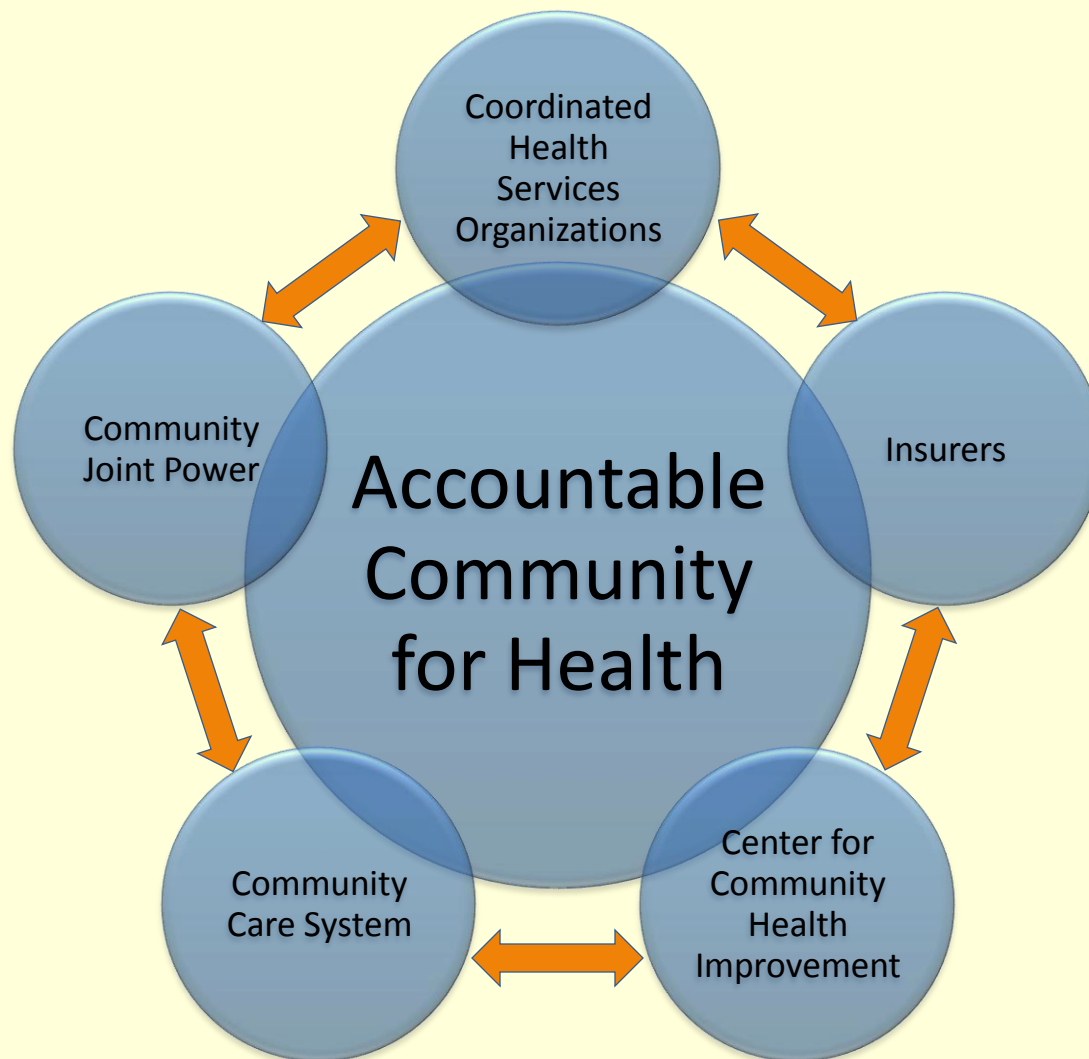 Coordinated
Health
Services
Organizations
Community
Joint Power
Insurers
Accountable
Community
for Health
Community
Care System
Center for
Community
Health
Improvement